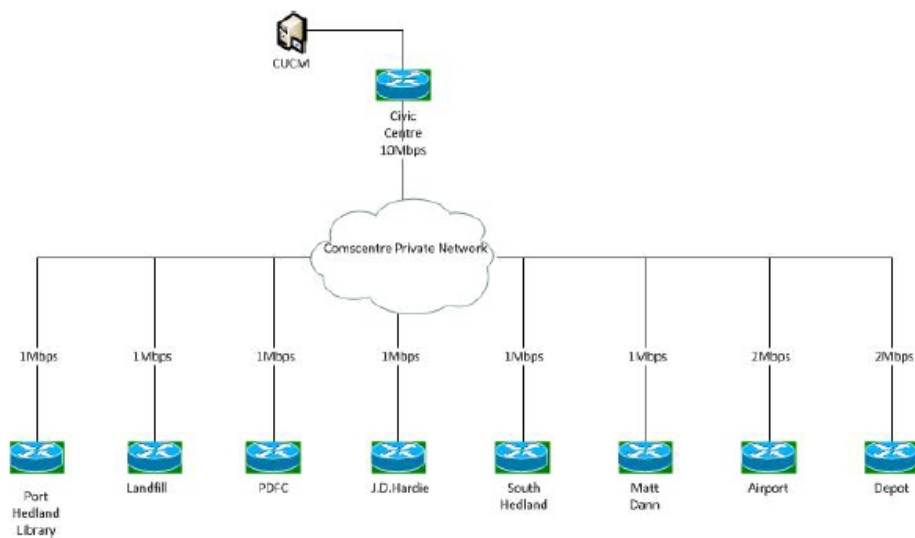 CUCM
Civic
Centre
10Mbps
Comscentre Private Network
1Mbps
1Mbps
1Mbps
1Mbps
1Mbps
1Mbps
2Mbps
2Mbps
Port
Hedland
Library
Landfill
PDFC
J.D.Hardie
South
Hedland
Matt
Dann
Airport
Depot